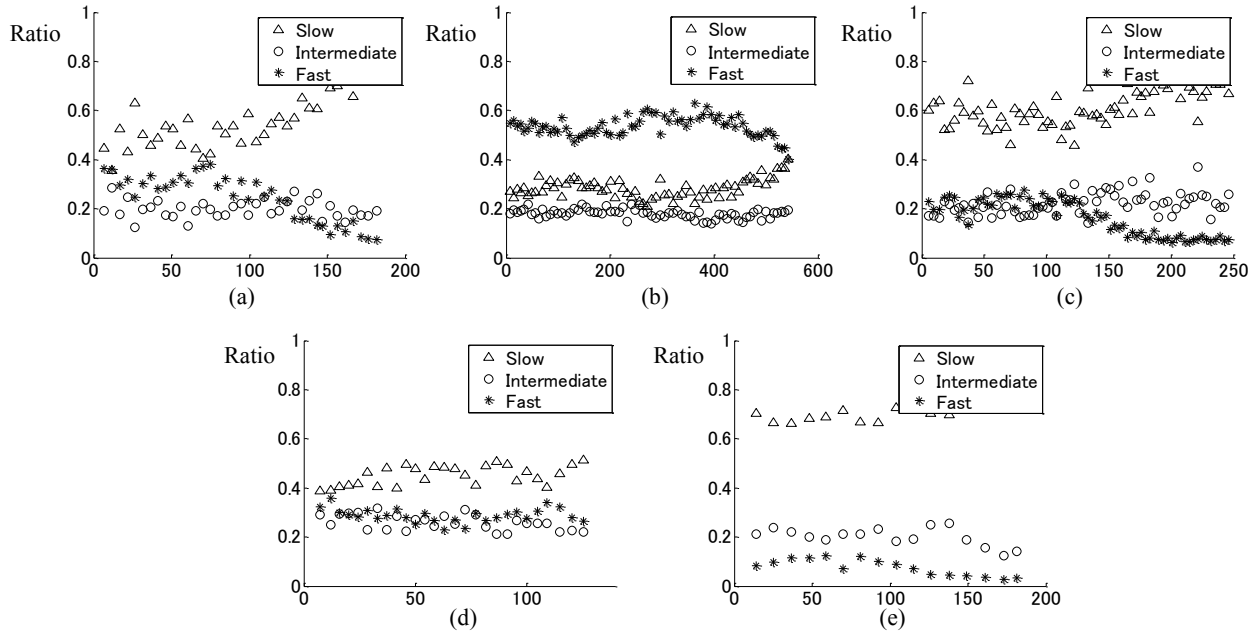 Ratio
1
0.8
0.6
0.4
0.2
0
0 50 100 150 200
Slow
Intermediate
Fast
(a)
Ratio
1
0.8
0.6
0.4
0.2
0
0 200 400 600
Slow
Intermediate
Fast
(b)
Ratio
1
0.8
0.6
0.4
0.2
0
0 50 100 150 200 250
Slow
Intermediate
Fast
(c)
Ratio
1
0.8
0.6
0.4
0.2
0
0 50 100
Slow
Intermediate
Fast
(d)
Ratio
1
0.8
0.6
0.4
0.2
0
0 50 100 150 200
Slow
Intermediate
Fast
(e)